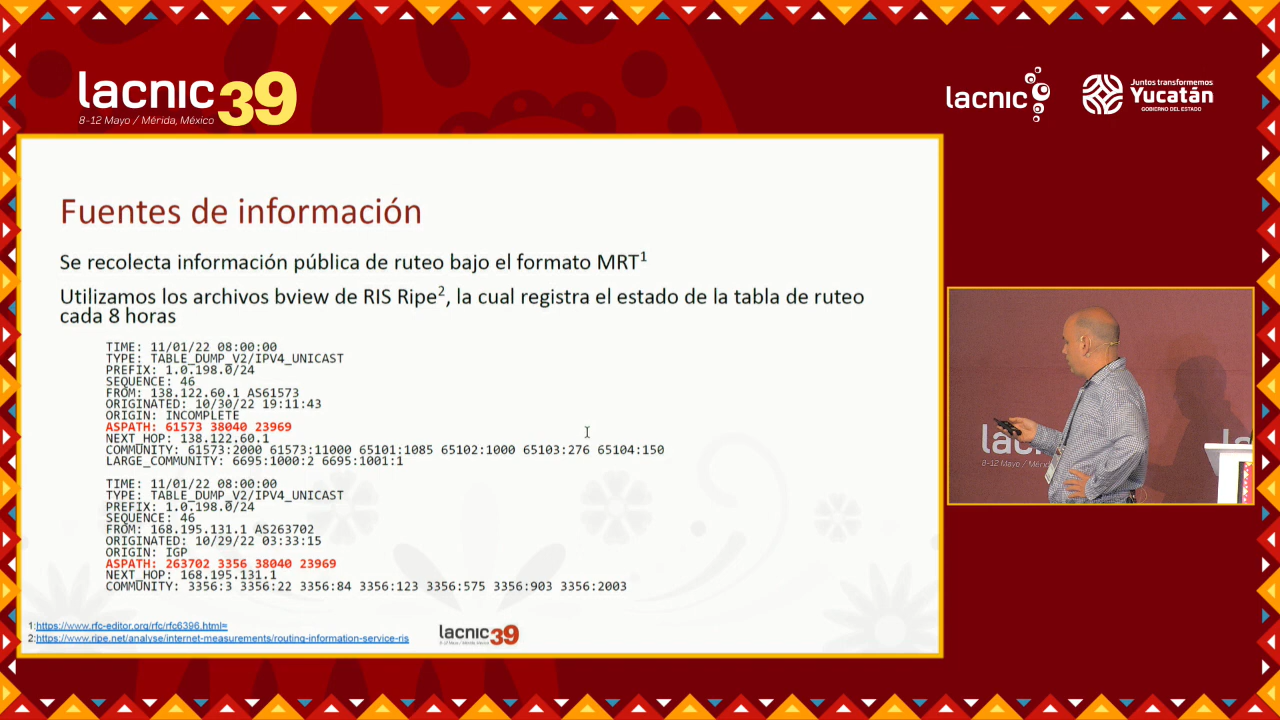 lacnic 39
8-12 Mayo / Mérida, México
lacnic
Juntos transformemos
Yucatán
GOBIERNO DEL ESTADO
Fuentes de información
Se recolecta información pública de ruteo bajo el formato MRT1
Utilizamos los archivos bview de RIS Ripe2, la cual registra el estado de la tabla de ruteo
cada 8 horas
TIME: 11/01/22 08:00:00
TYPE: TABLE_DUMP_V2/IPV4_UNICAST
PREFIX: 1.0.198.0/24
SEQUENCE: 46
FROM: 138.122.60.1 AS61573
ORIGINATED: 10/30/22 19:11:43
ORIGIN: INCOMPLETE
ASPATH: 61573 38040 23969
NEXT_HOP: 138.122.60.1
COMMUNITY: 61573:2000 61573:11000 65101:1085 65102:1000 65103:276 65104:150
LARGE_COMMUNITY: 6695:1000:2 6695:1001:1
TIME: 11/01/22 08:00:00
TYPE: TABLE_DUMP_V2/IPV4_UNICAST
PREFIX: 1.0.198.0/24
SEQUENCE: 46
FROM: 168.195.131.1 AS263702
ORIGINATED: 10/29/22 03:33:15
ORIGIN: IGP
ASPATH: 263702 3356 38040 23969
NEXT_HOP: 168.195.131.1
COMMUNITY: 3356:3 3356:22 3356:84 3356:123 3356:575 3356:903 3356:2003
1:https://www.rfc-editor.org/rfc/rfc6396.html=
2:https://www.ripe.net/analyse/internet-measurements/routing-information-service-ris
lacnic 39